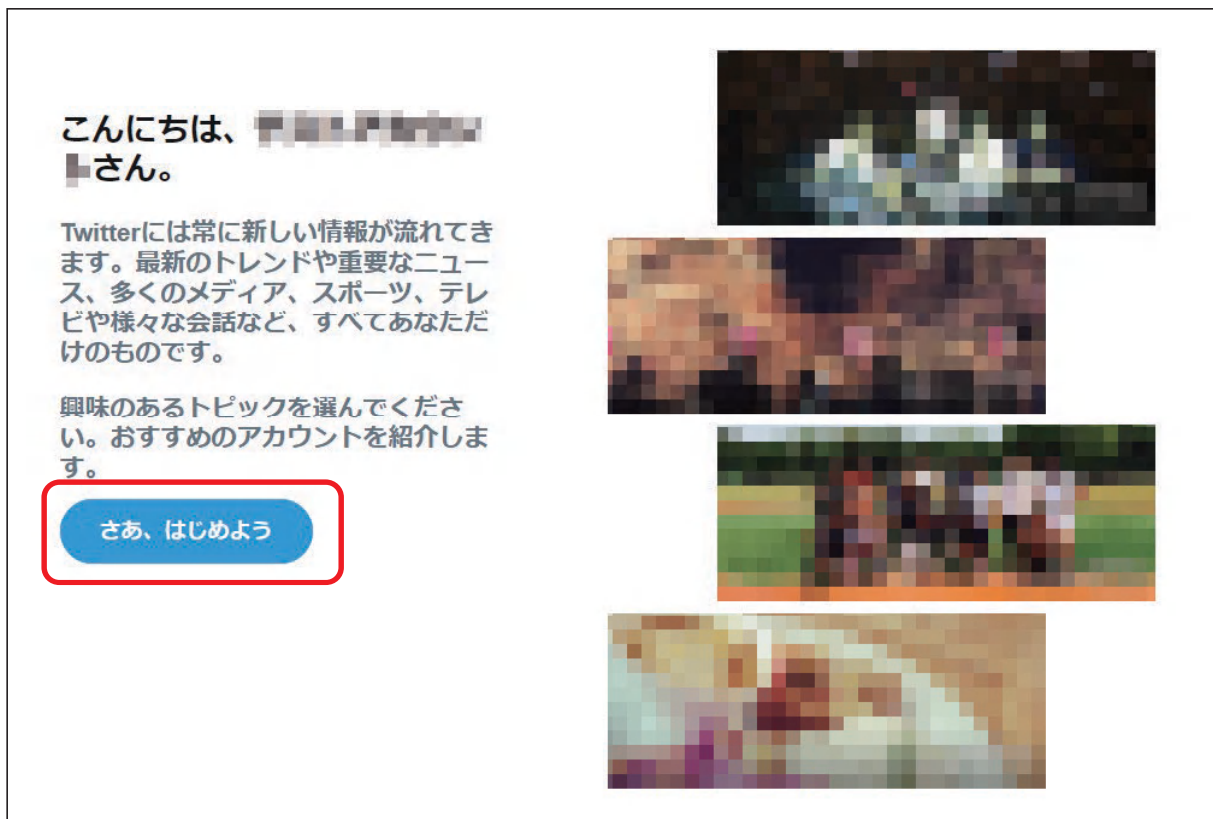 こんにちは、
さん。
Twitterには常に新しい情報が流れてき
ます。最新のトレンドや重要なニュー
ス、多くのメディア、スポーツ、テレ
ビや様々な会話など、すべてあなただ
けのものです。
興味のあるトピックを選んでくださ
い。おすすめのアカウントを紹介しま
す。
さあ、はじめよう